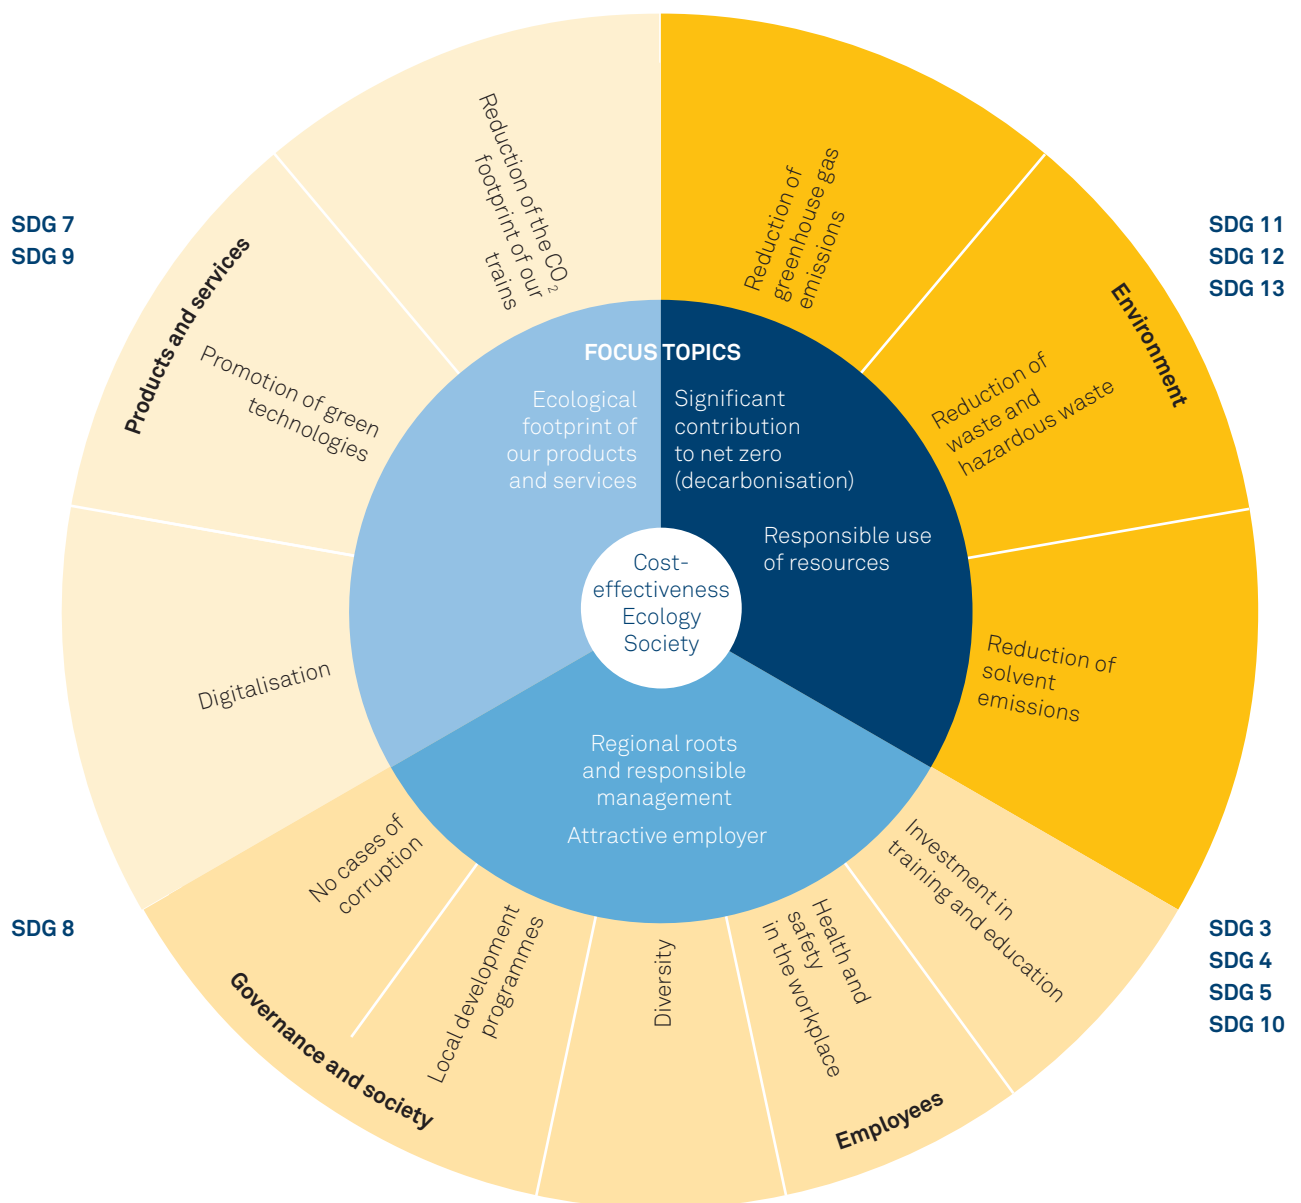 SDG 7
SDG 9
Products and services
Reduction of the CO₂
footprint of our
trains
Promotion of green
technologies
Digitalisation
Reduction of
greenhouse gas
emissions
SDG 11
SDG 12
SDG 13
Environment
Reduction of
waste and
hazardous waste
Reduction of
solvent
emissions
FOCUS TOPICS
Ecological
footprint of
our products
and services
Significant
contribution
to net zero
(decarbonisation)
Responsible use
of resources
Cost-
effectiveness
Ecology
Society
Regional roots
and responsible
management
Attractive employer
SDG 8
Governance and society
No cases of
corruption
Local development
programmes
Diversity
Health and
safety
in the workplace
Investment in
training and education
Employees
SDG 3
SDG 4
SDG 5
SDG 10